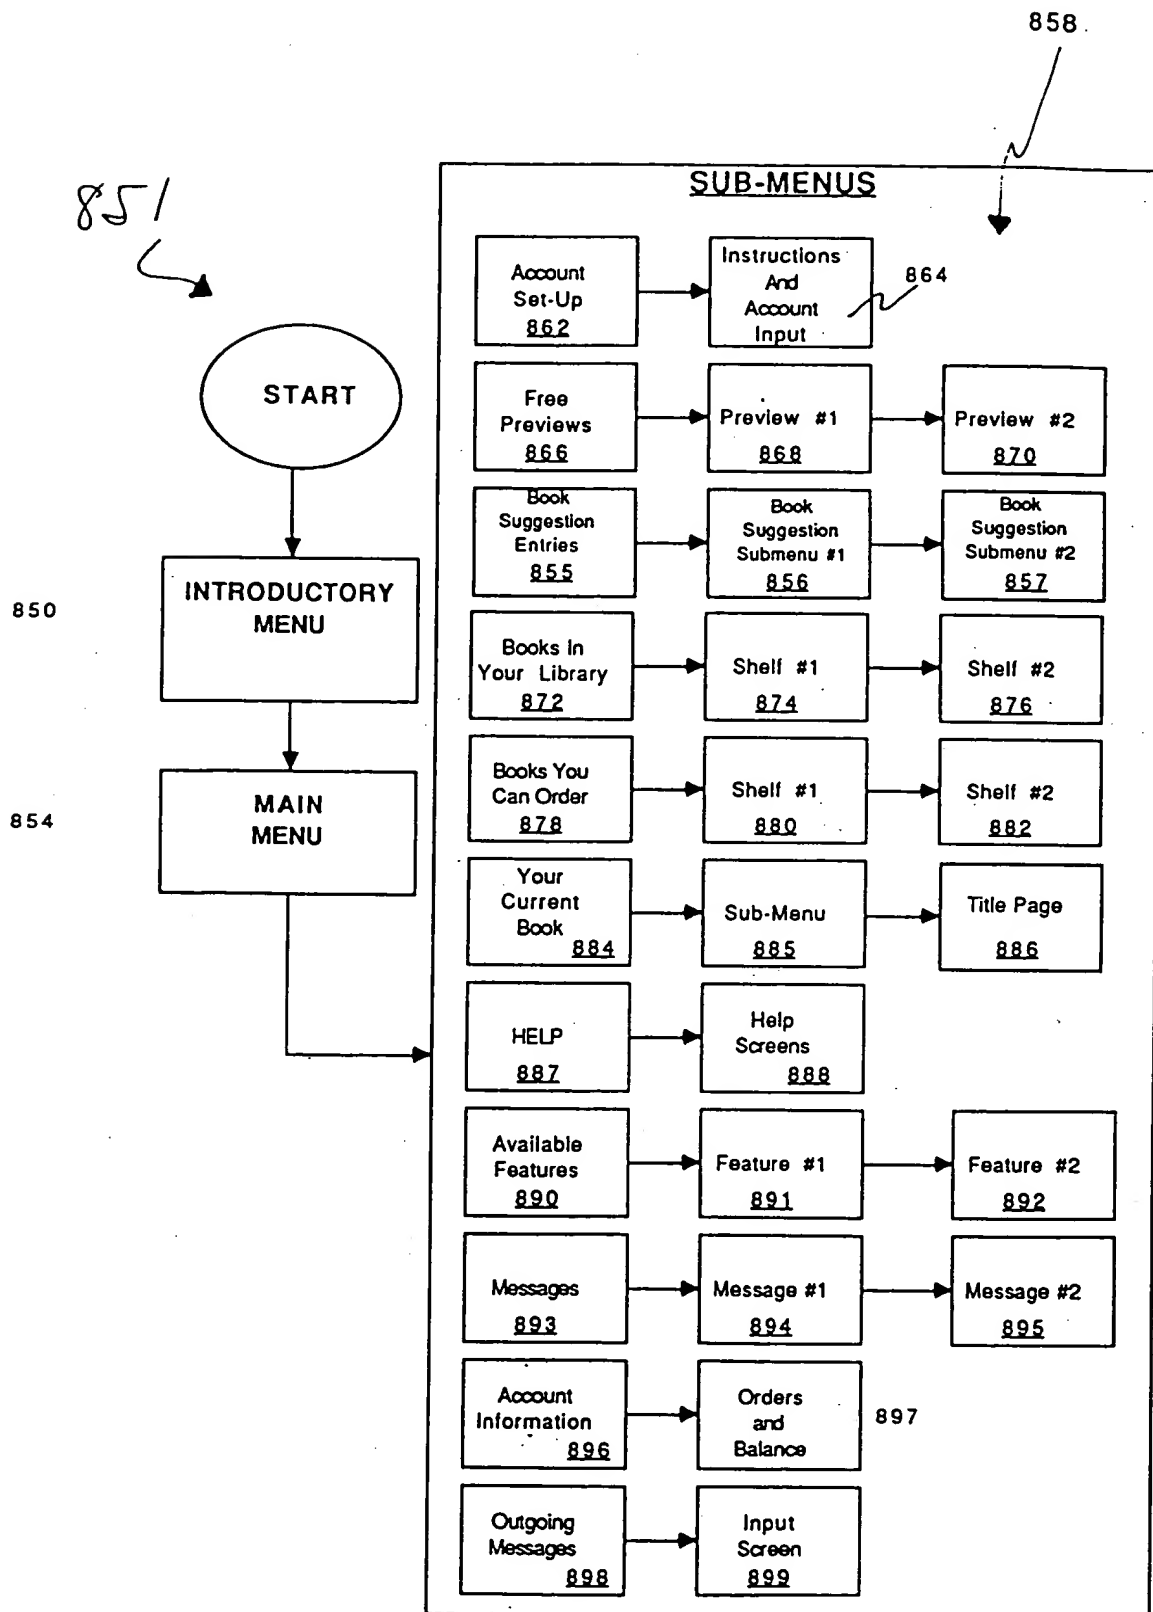 858
851
SUB-MENUS
START
850
INTRODUCTORY
MENU
854
MAIN
MENU
Account
Set-Up
862
Instructions
And
Account
Input
864
Free
Previews
866
Preview #1
868
Preview #2
870
Book
Suggestion
Entries
855
Book
Suggestion
Submenu #1
856
Book
Suggestion
Submenu #2
857
Books In
Your Library
872
Shelf #1
874
Shelf #2
876
Books You
Can Order
878
Shelf #1
880
Shelf #2
882
Your
Current
Book
884
Sub-Menu
885
Title Page
886
HELP
887
Help
Screens
888
Available
Features
890
Feature #1
891
Feature #2
892
Messages
893
Message #1
894
Message #2
895
Account
Information
896
Orders
and
Balance
897
Outgoing
Messages
898
Input
Screen
899